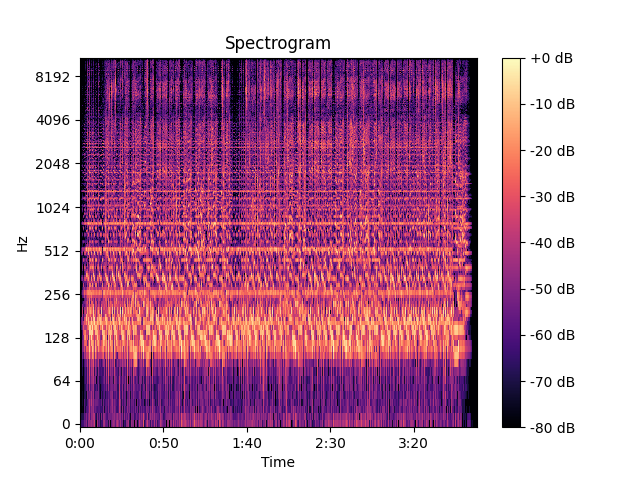 Spectrogram
8192
4096
2048
1024
512
256
128
64
0
Hz
0:00 0:50 1:40 2:30 3:20
Time
+0 dB
-10 dB
-20 dB
-30 dB
-40 dB
-50 dB
-60 dB
-70 dB
-80 dB